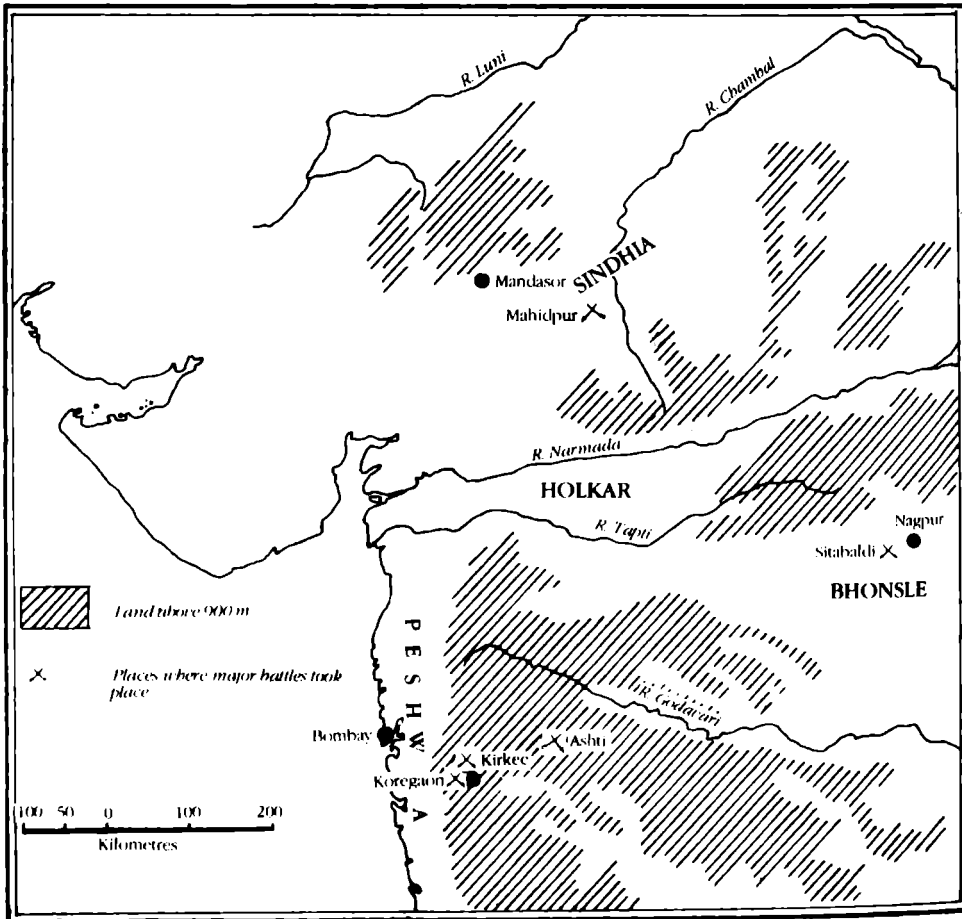 R. Luni
R. Chambal
SINDHIA
Mandasor
Mahidpur
R. Narmada
HOLKAR
R. Tapti
Nagpur
Sitabaldi
BHONSLE
Land above 900 m
Places where major battles took
place
PESHWA
R. Godavari
Bombay
Ashti
Kirkee
Koregaon
100 50 0 100 200
Kilometres